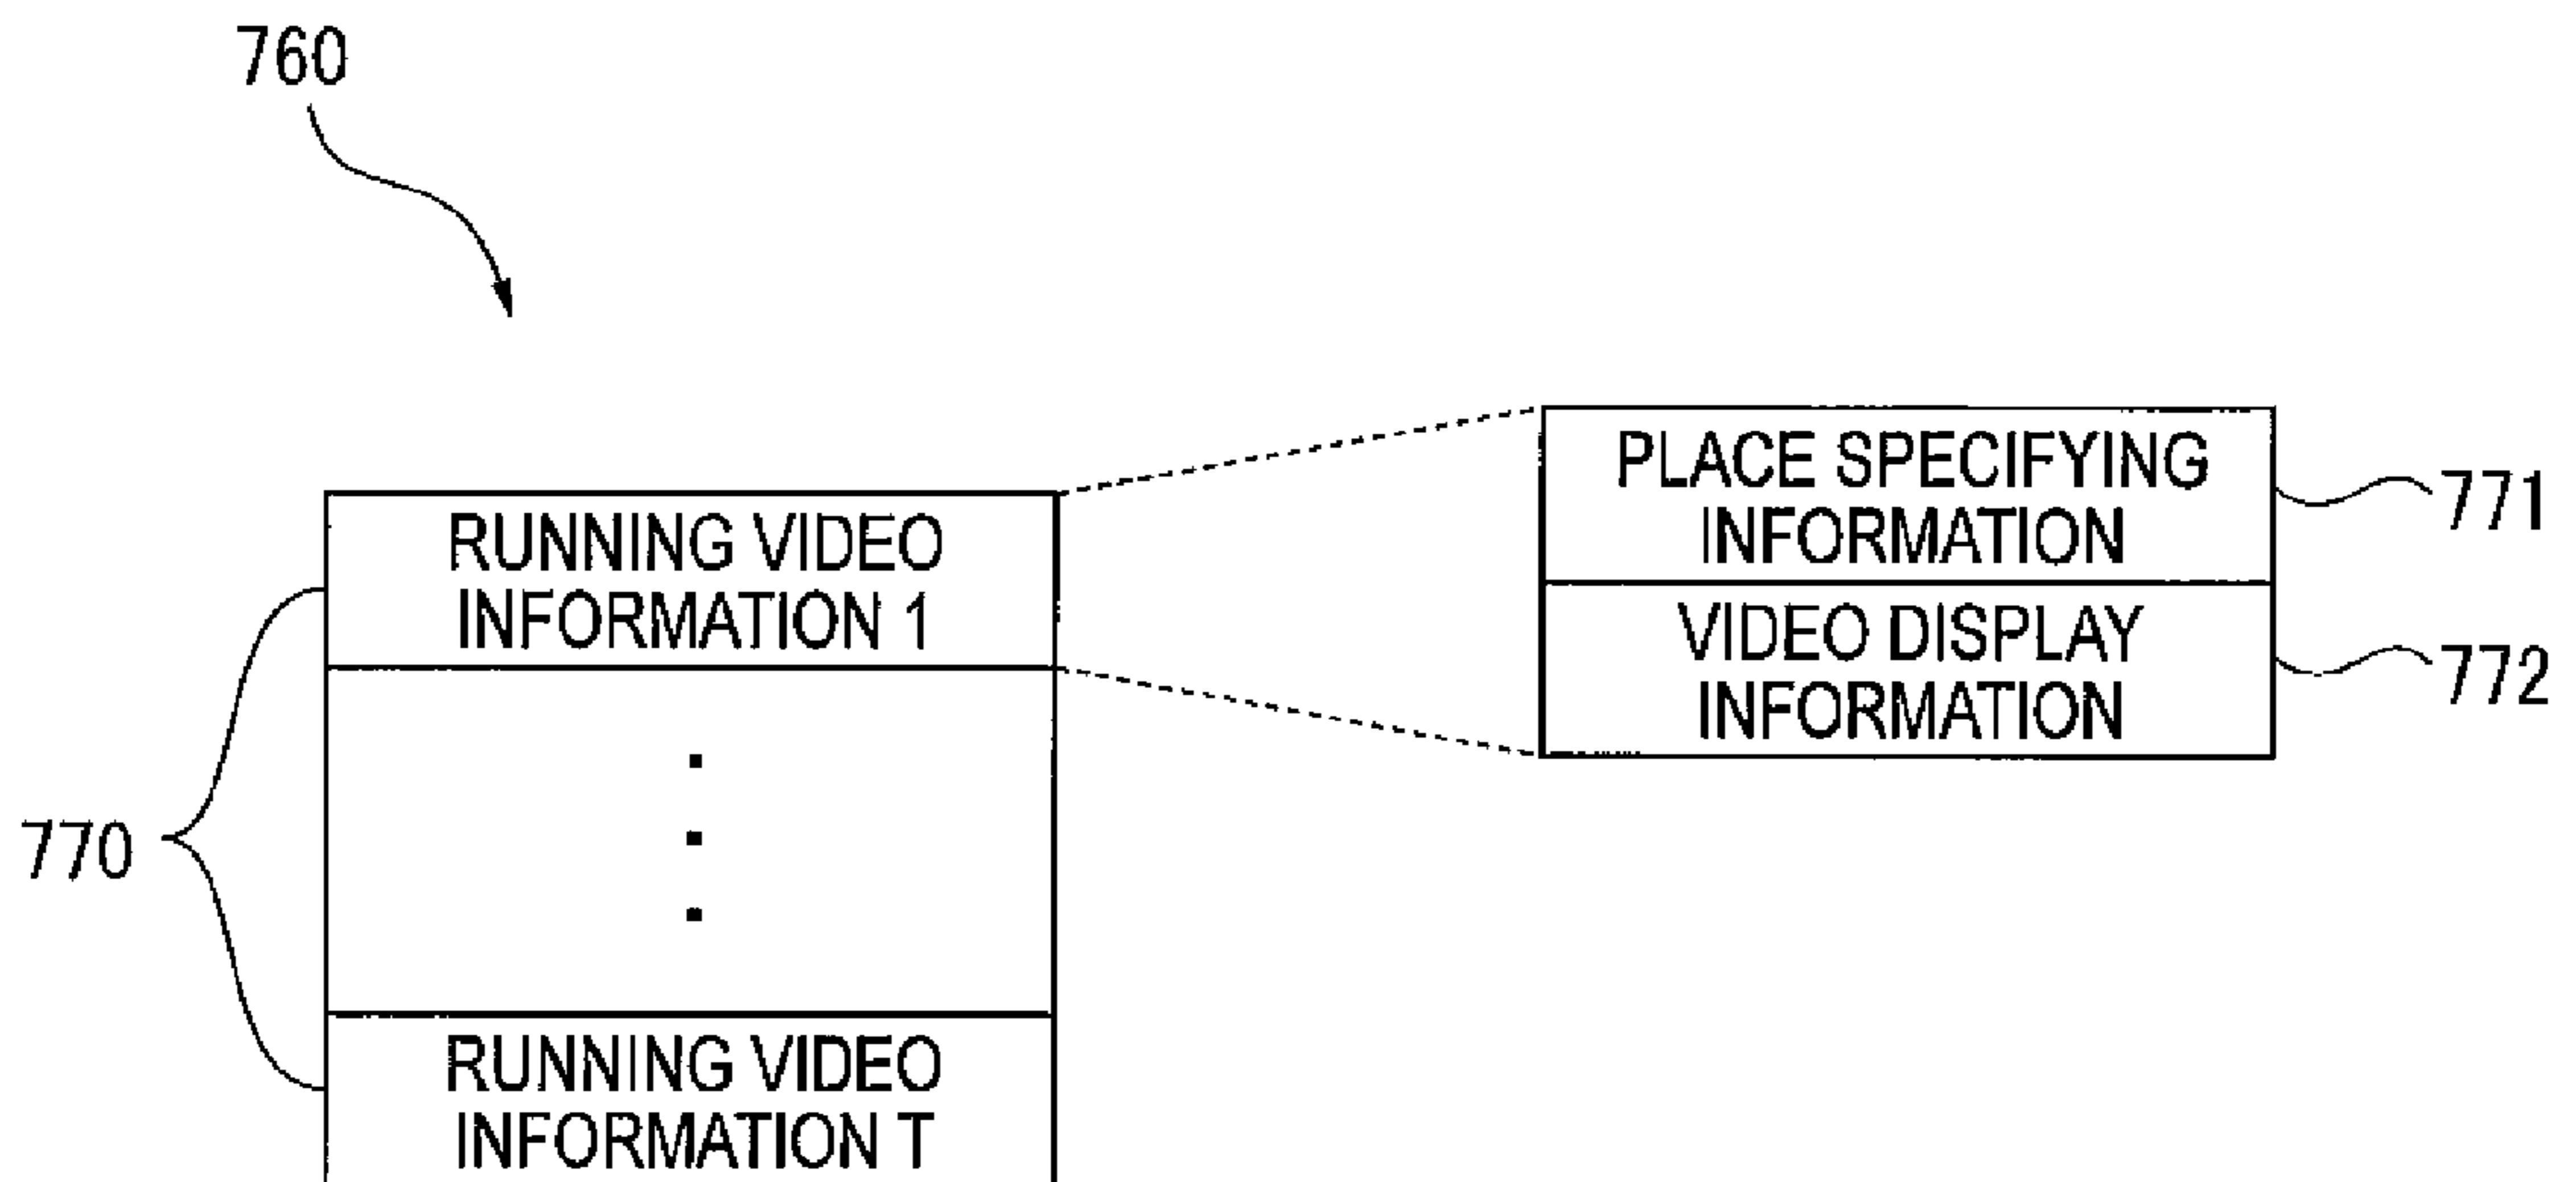 760
PLACE SPECIFYING
INFORMATION
771
RUNNING VIDEO
INFORMATION 1
VIDEO DISPLAY
INFORMATION
772
770
RUNNING VIDEO
INFORMATION T